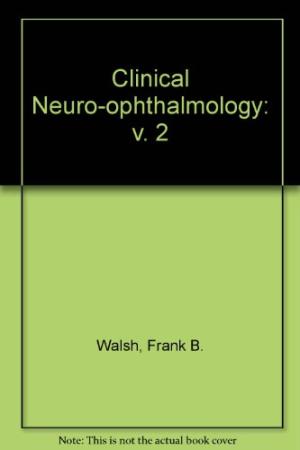 Clinical
Neuro-ophthalmology:
v. 2
Walsh, Frank B.
Note: This is not the actual book cover